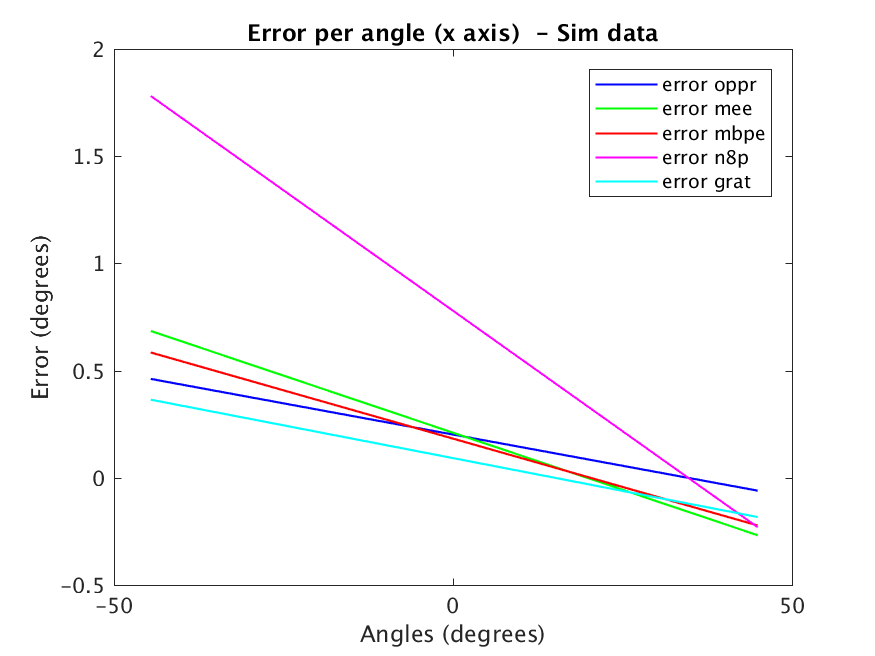 Error per angle (x axis) - Sim data
2
1.5
1
0.5
0
-0.5
Error (degrees)
error oppr
error mee
error mbpe
error n8p
error grat
-50
0
50
Angles (degrees)